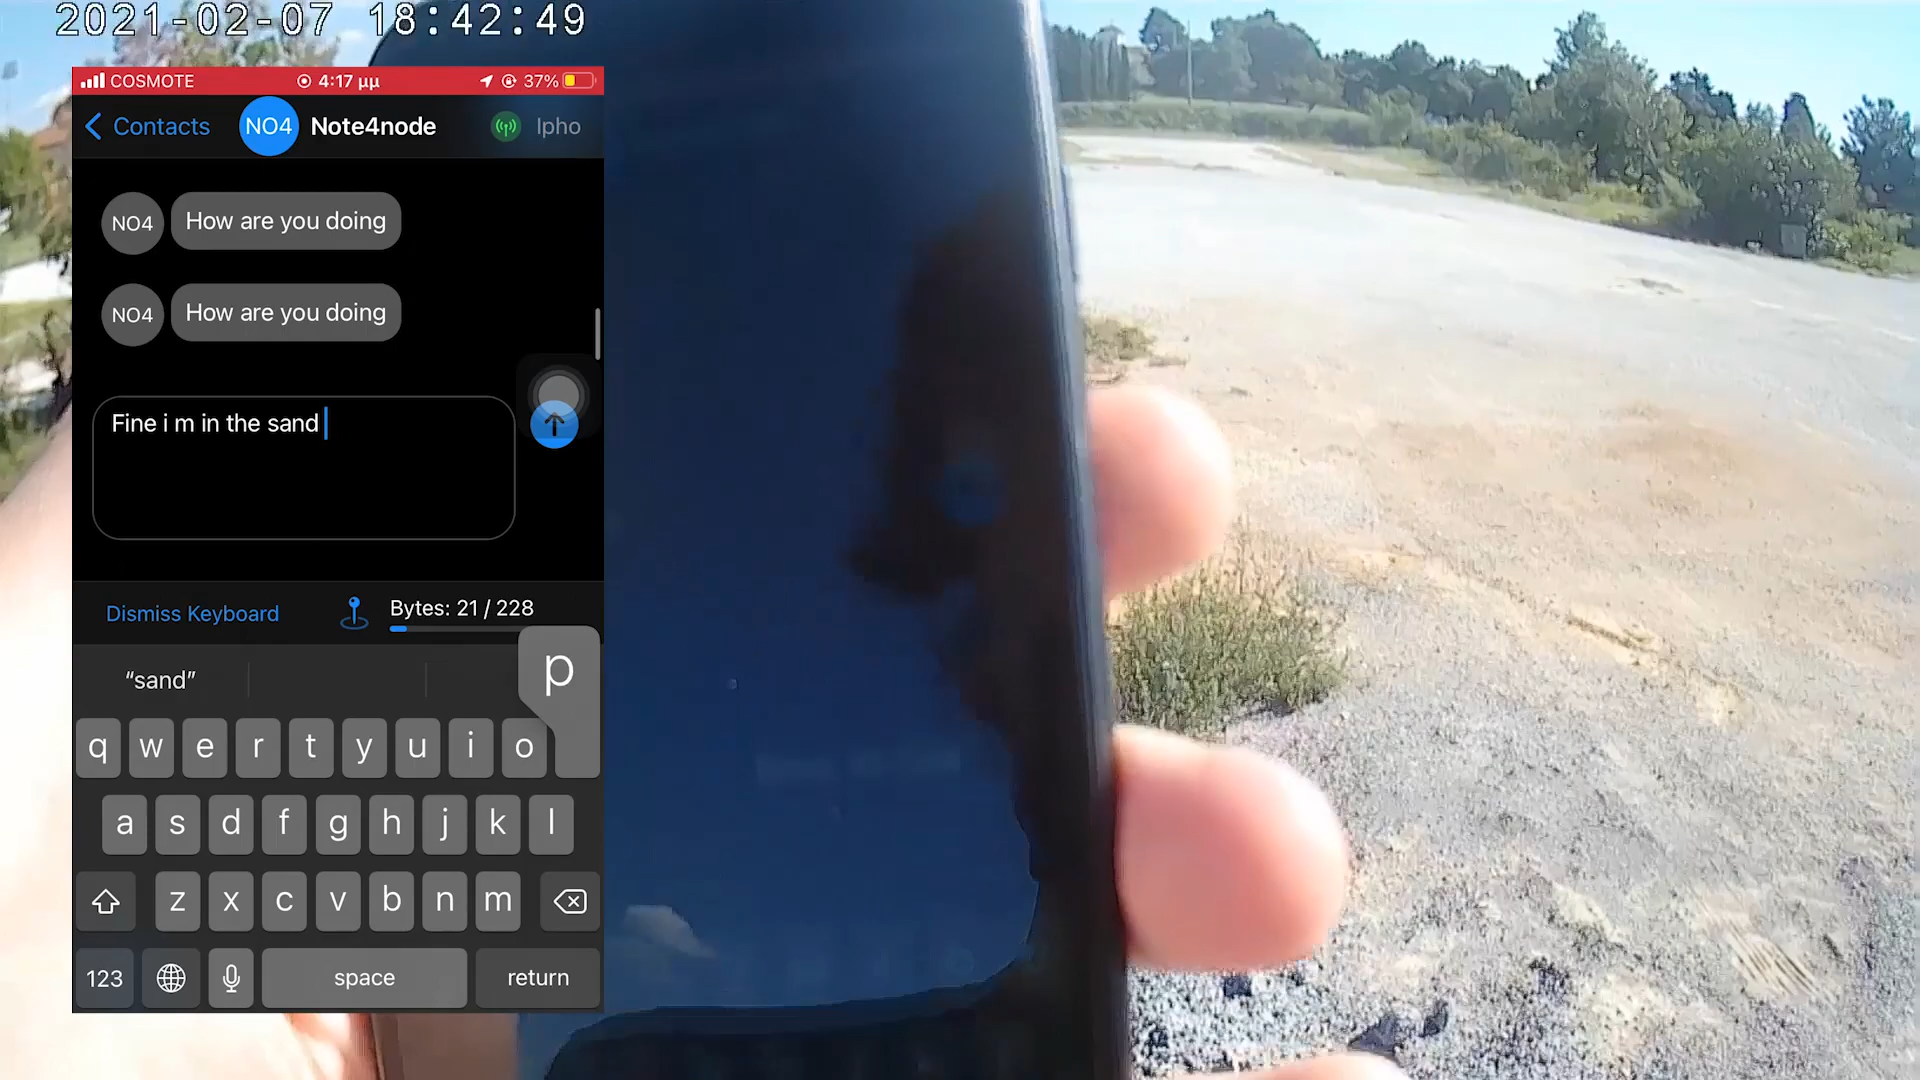 2021-02-07 18:42:49
COSMOTE 4:17 μμ 37%
Contacts NO4 Note4node Ipho
NO4 How are you doing
NO4 How are you doing
Fine i m in the sand
Dismiss Keyboard Bytes: 21 / 228
“sand”
p
q w e r t y u i o
a s d f g h j k l
z x c v b n m
123 space return